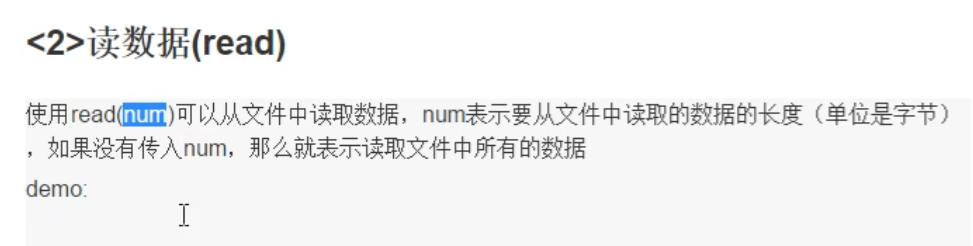 <2>读数据(read)
使用read(num)可以从文件中读取数据，num表示要从文件中读取的数据的长度（单位是字节）
，如果没有传入num，那么就表示读取文件中所有的数据
demo: